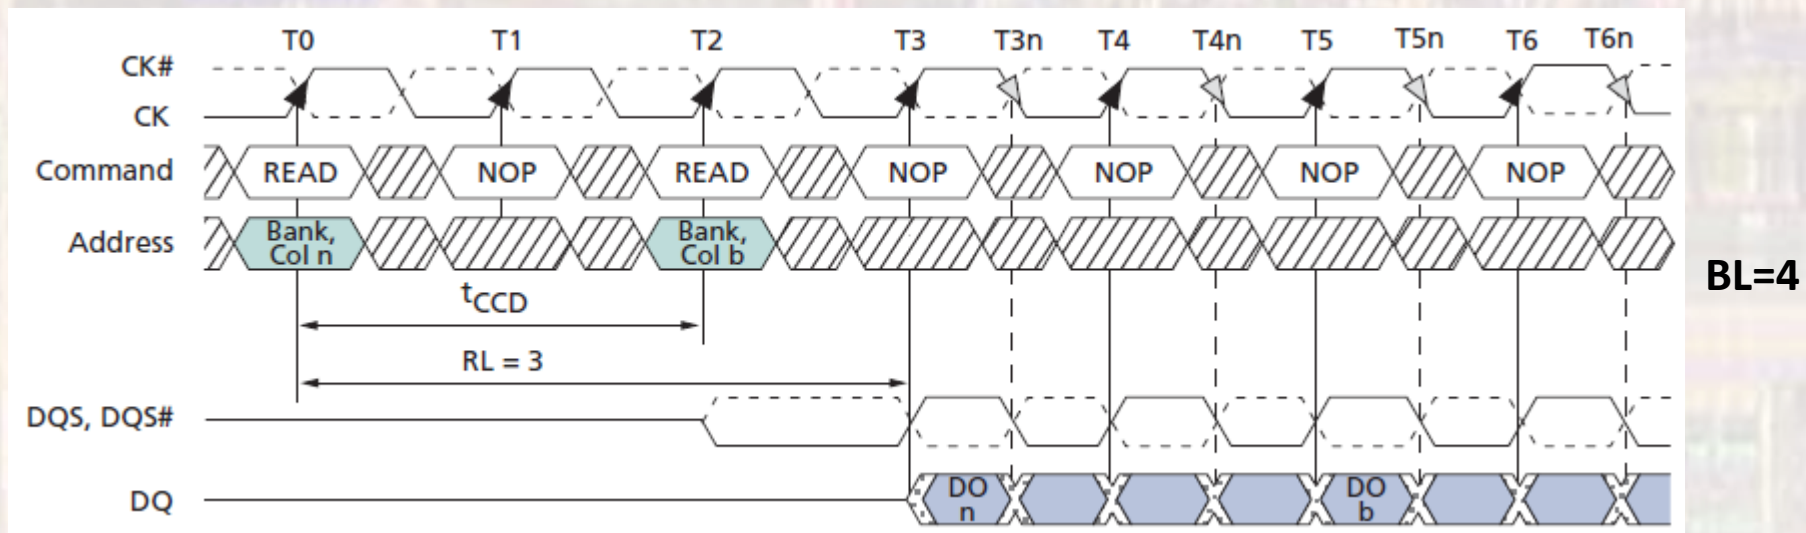 T0 T1 T2 T3 T3n T4 T4n T5 T5n T6 T6n
CK#
CK
Command READ NOP READ NOP NOP NOP NOP
Address Bank, Col n Bank, Col b
BL=4
tCCD
RL = 3
DQS, DQS#
DQ DO n DO b